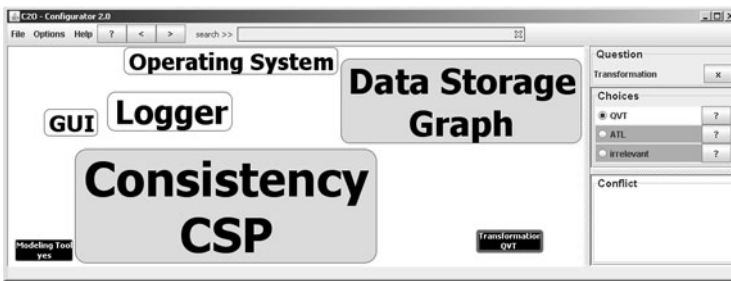 C2O - Configurator 2.0
File Options Help ? < > search >>
Operating System
Data Storage
Graph
GUI
Logger
Consistency
CSP
Modeling Tool
yes
Transformation
QVT
Question
Transformation x
Choices
QVT ?
ATL ?
irrelevant ?
Conflict